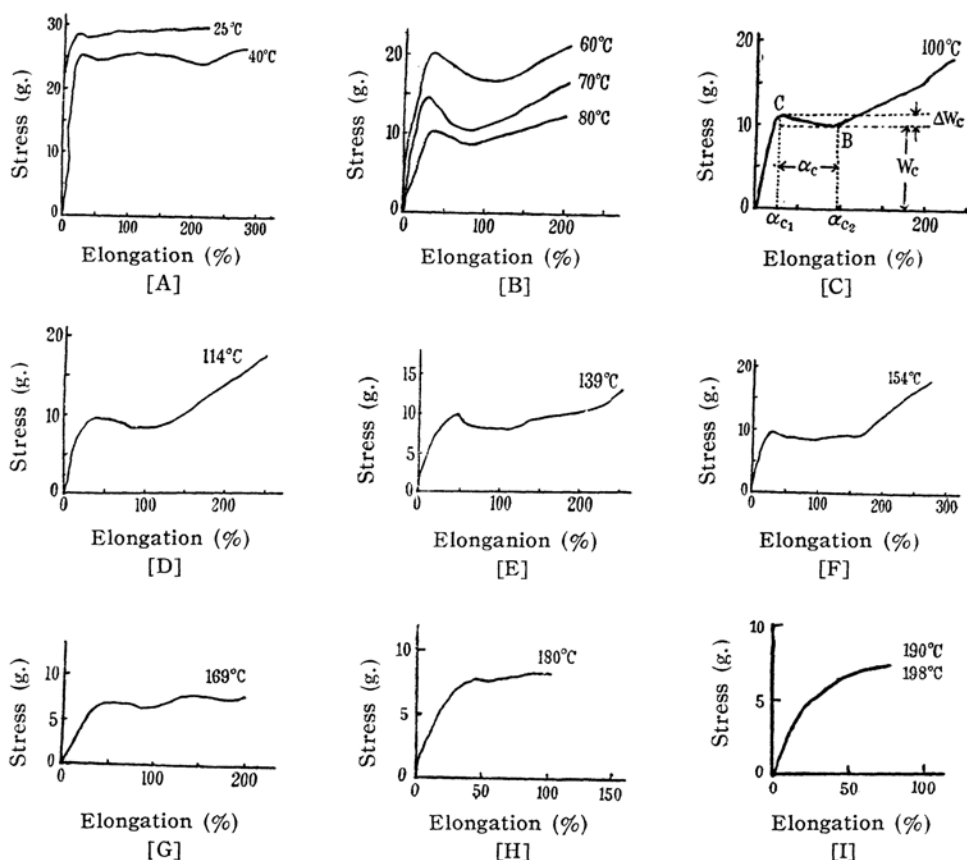 Stress (g.)
30
20
10
0
25°C
40°C
0 100 200 300
Elongation (%)
[A]
Stress (g.)
20
10
0
60°C
70°C
80°C
0 100 200
Elongation (%)
[B]
Stress (g.)
20
10
0
100°C
C
B
ΔWc
Wc
αc
αc1 αc2 200
Elongation (%)
[C]
Stress (g.)
20
10
0
114°C
0 100 200
Elongation (%)
[D]
Stress (g.)
15
10
5
0
139°C
0 100 200
Elonganion (%)
[E]
Stress (g.)
20
10
0
154°C
0 100 200 300
Elongation (%)
[F]
Stress (g.)
10
5
0
169°C
0 100 200
Elongation (%)
[G]
Stress (g.)
10
5
0
180°C
0 50 100 150
Elongation (%)
[H]
Stress (g.)
10
5
0
190°C
198°C
0 50 100
Elongation (%)
[I]